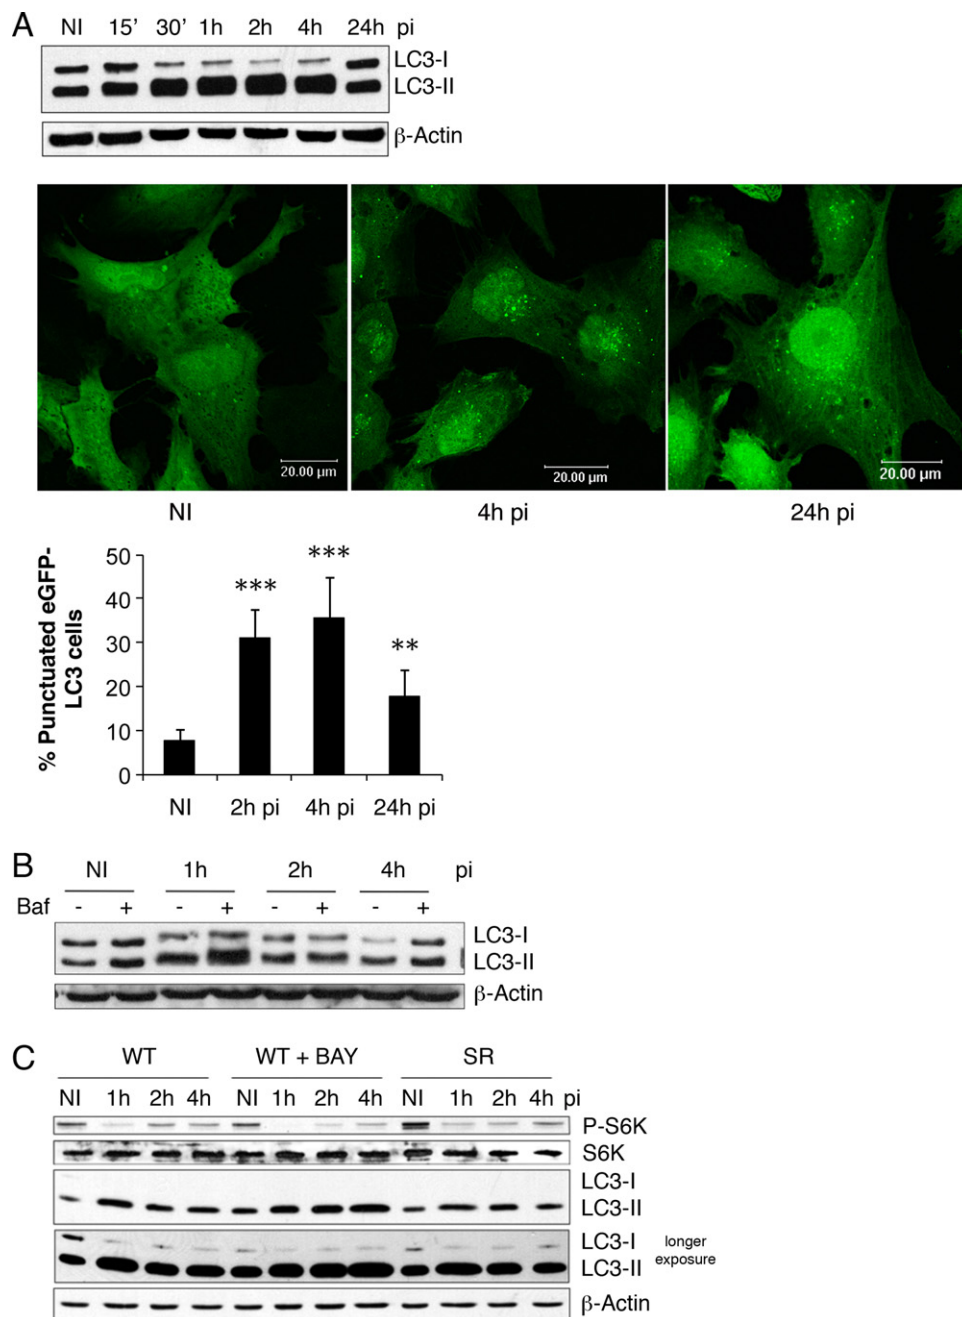 A
NI 15’ 30’ 1h 2h 4h 24h pi
LC3-I
LC3-II
β-Actin
20.00 µm
20.00 µm
20.00 µm
NI
4h pi
24h pi
% Punctuated eGFP-
LC3 cells
50
40
30
20
10
0
***
***
**
NI
2h pi
4h pi
24h pi
B
NI 1h 2h 4h pi
Baf - + - + - + - +
LC3-I
LC3-II
β-Actin
C
WT WT + BAY SR
NI 1h 2h 4h NI 1h 2h 4h NI 1h 2h 4h pi
P-S6K
S6K
LC3-I
LC3-II
LC3-I
LC3-II
longer
exposure
β-Actin